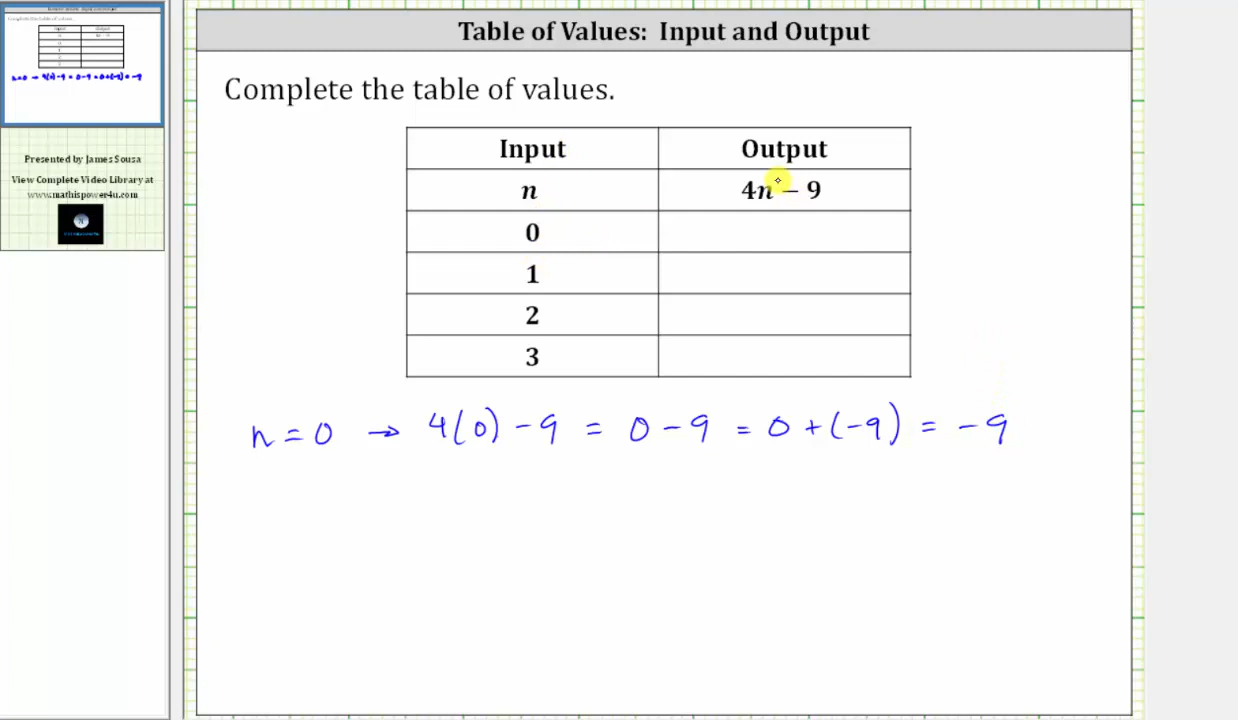 Table of Values: Input and Output
Complete the table of values.
Input Output
n 4n − 9
0
1
2
3
n = 0 → 4(0) − 9 = 0 − 9 = 0 + (−9) = −9
Presented by James Sousa
View Complete Video Library at
www.mathispower4u.com